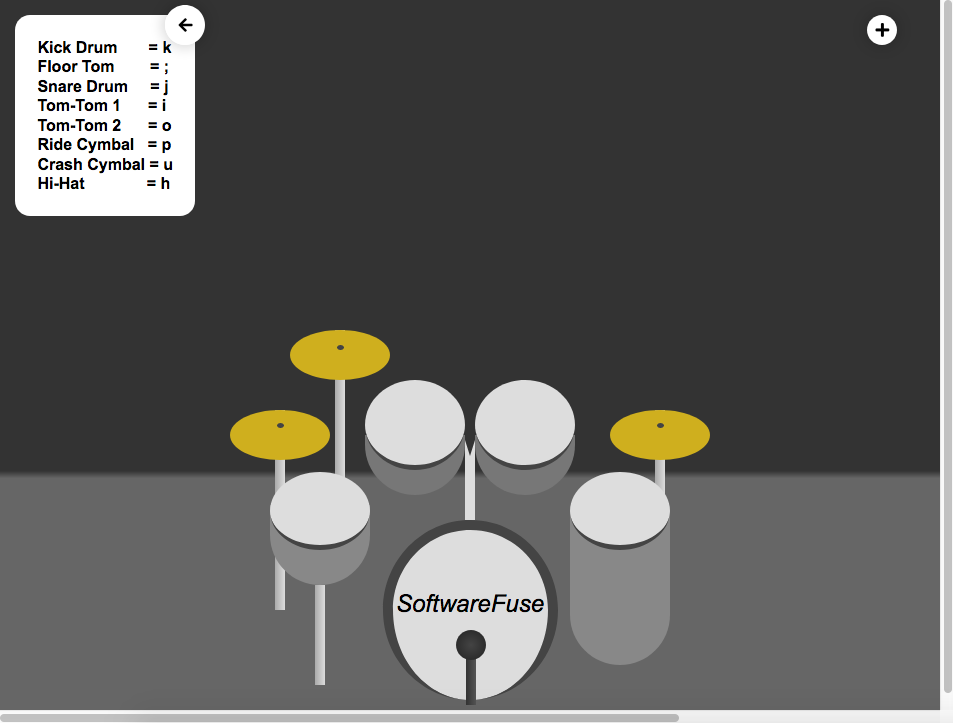 Kick Drum = k
Floor Tom = ;
Snare Drum = j
Tom-Tom 1 = i
Tom-Tom 2 = o
Ride Cymbal = p
Crash Cymbal = u
Hi-Hat = h
SoftwareFuse